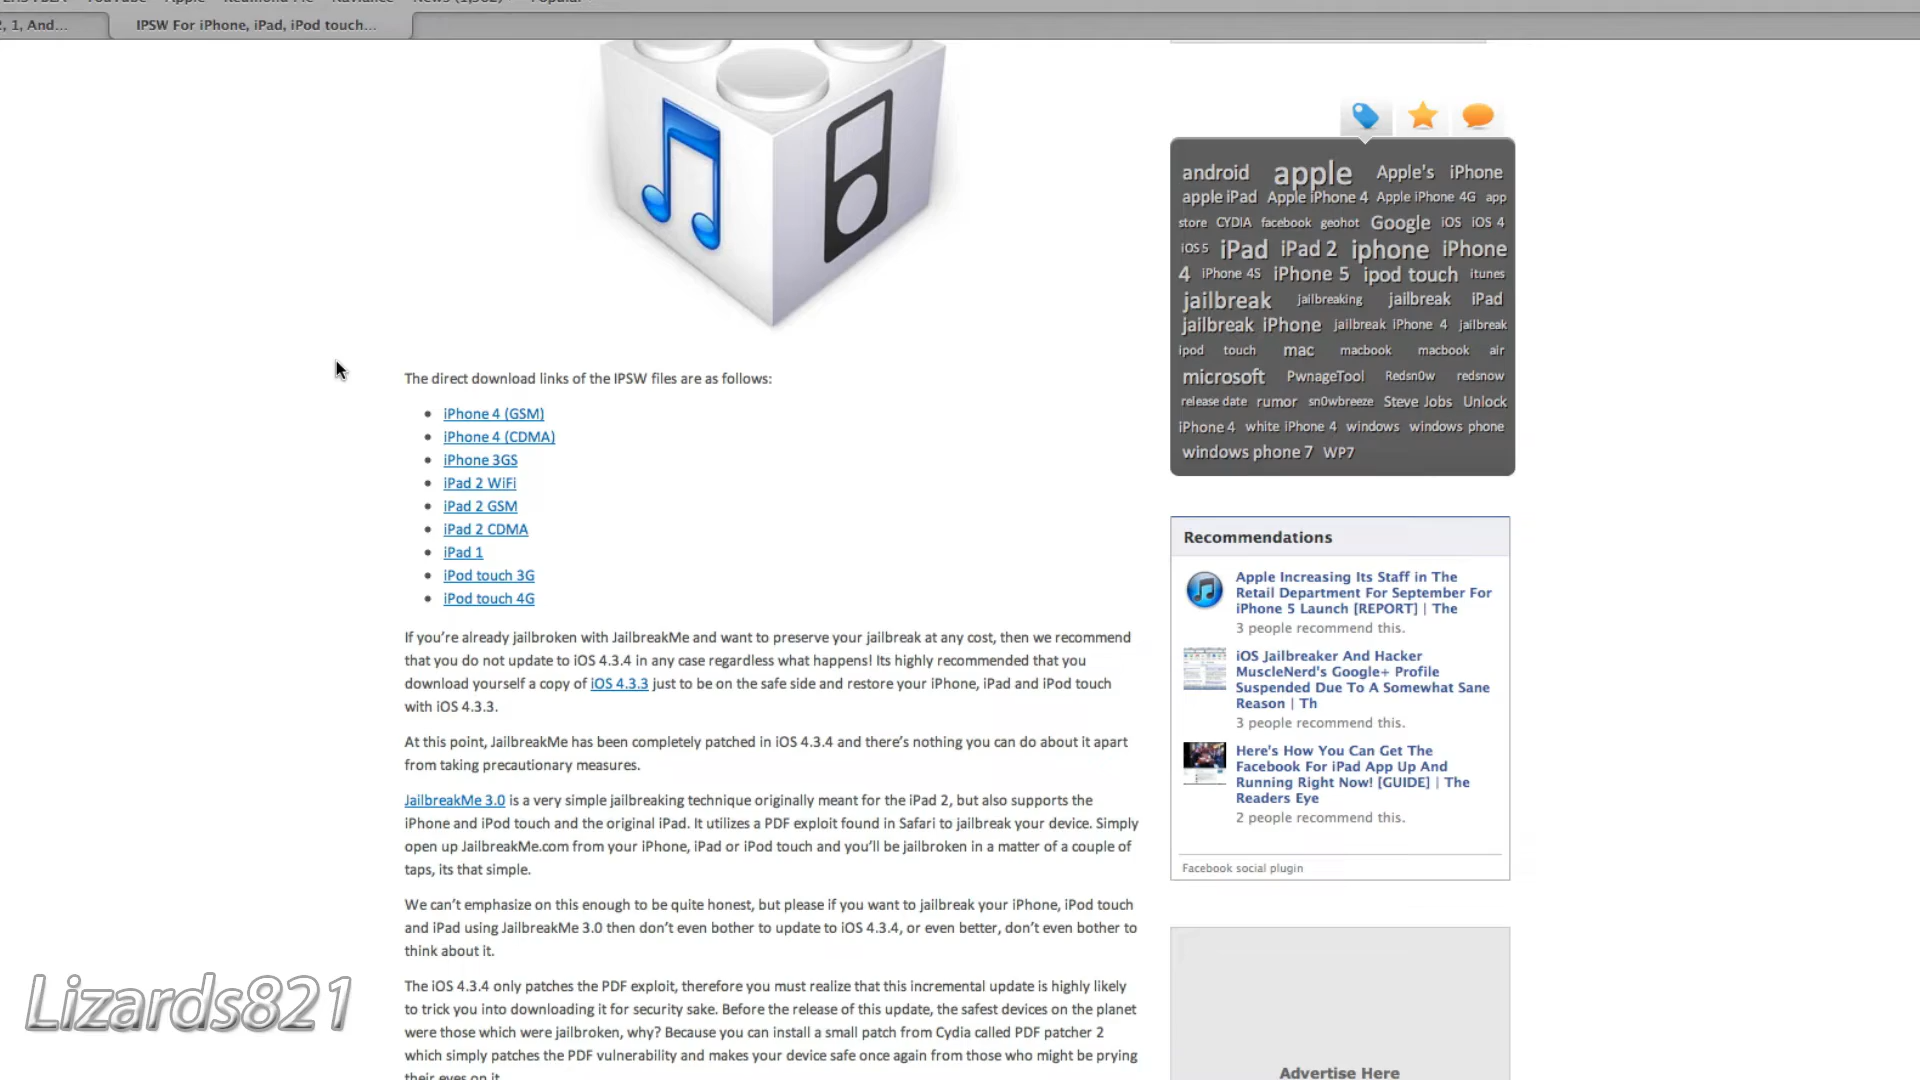 YouTube Apple Redmond Pie Naviance News Popular
, 1, And...
IPSW For iPhone, iPad, iPod touch...
The direct download links of the IPSW files are as follows:
iPhone 4 (GSM)
iPhone 4 (CDMA)
iPhone 3GS
iPad 2 WiFi
iPad 2 GSM
iPad 2 CDMA
iPad 1
iPod touch 3G
iPod touch 4G
If you’re already jailbroken with JailbreakMe and want to preserve your jailbreak at any cost, then we recommend
that you do not update to iOS 4.3.4 in any case regardless what happens! Its highly recommended that you
download yourself a copy of iOS 4.3.3 just to be on the safe side and restore your iPhone, iPad and iPod touch
with iOS 4.3.3.
At this point, JailbreakMe has been completely patched in iOS 4.3.4 and there’s nothing you can do about it apart
from taking precautionary measures.
JailbreakMe 3.0 is a very simple jailbreaking technique originally meant for the iPad 2, but also supports the
iPhone and iPod touch and the original iPad. It utilizes a PDF exploit found in Safari to jailbreak your device. Simply
open up JailbreakMe.com from your iPhone, iPad or iPod touch and you’ll be jailbroken in a matter of a couple of
taps, its that simple.
We can’t emphasize on this enough to be quite honest, but please if you want to jailbreak your iPhone, iPod touch
and iPad using JailbreakMe 3.0 then don’t even bother to update to iOS 4.3.4, or even better, don’t even bother to
think about it.
The iOS 4.3.4 only patches the PDF exploit, therefore you must realize that this incremental update is highly likely
to trick you into downloading it for security sake. Before the release of this update, the safest devices on the planet
were those which were jailbroken, why? Because you can install a small patch from Cydia called PDF patcher 2
which simply patches the PDF vulnerability and makes your device safe once again from those who might be prying
their eyes on it.
android apple Apple's iPhone
apple iPad Apple iPhone 4 Apple iPhone 4G app
store CYDIA facebook geohot Google iOS iOS 4
iOS 5 iPad iPad 2 iphone iPhone
4 iPhone 4S iPhone 5 ipod touch itunes
jailbreak jailbreaking jailbreak iPad
jailbreak iPhone jailbreak iPhone 4 jailbreak
ipod touch mac macbook macbook air
microsoft PwnageTool Redsn0w redsnow
release date rumor sn0wbreeze Steve Jobs Unlock
iPhone 4 white iPhone 4 windows windows phone
windows phone 7 WP7
Recommendations
Apple Increasing Its Staff in The
Retail Department For September For
iPhone 5 Launch [REPORT] | The
3 people recommend this.
iOS Jailbreaker And Hacker
MuscleNerd's Google+ Profile
Suspended Due To A Somewhat Sane
Reason | Th
3 people recommend this.
Here's How You Can Get The
Facebook For iPad App Up And
Running Right Now! [GUIDE] | The
Readers Eye
2 people recommend this.
Facebook social plugin
Advertise Here
Lizards821